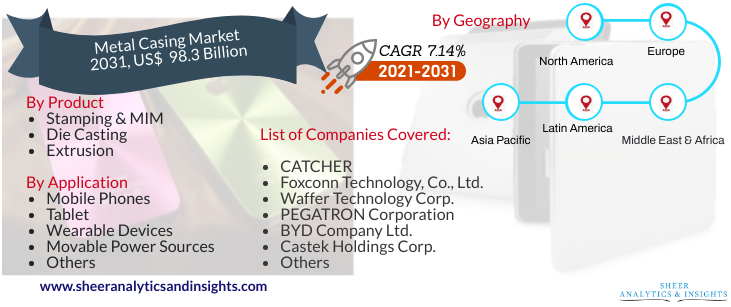 Metal Casing Market
2031, US$ 98.3 Billion
CAGR 7.14%
2021-2031
By Geography
North America
Europe
Asia Pacific
Latin America
Middle East & Africa
By Product
• Stamping & MIM
• Die Casting
• Extrusion
By Application
• Mobile Phones
• Tablet
• Wearable Devices
• Movable Power Sources
• Others
List of Companies Covered:
• CATCHER
• Foxconn Technology, Co., Ltd.
• Waffer Technology Corp.
• PEGATRON Corporation
• BYD Company Ltd.
• Castek Holdings Corp.
• Others
www.sheeranalyticsandinsights.com
SHEER
ANALYTICS & INSIGHTS